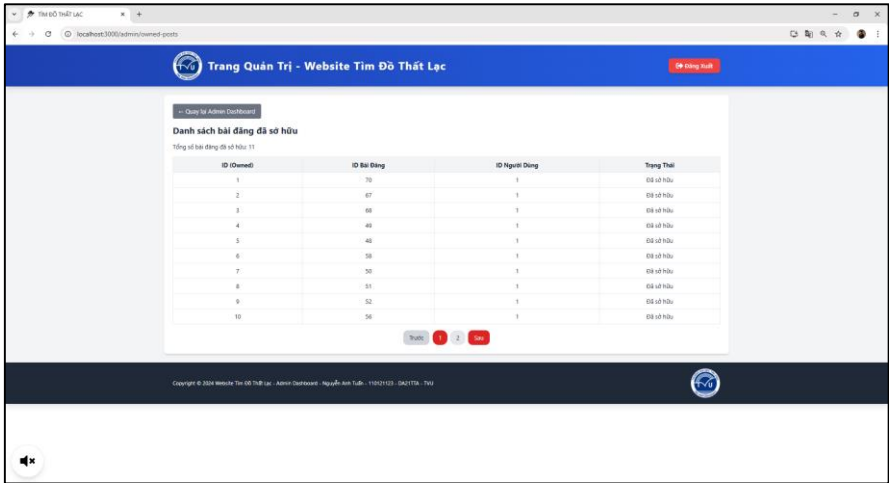 TÌM ĐỒ THẤT LẠC
localhost:3000/admin/owned-posts
TVU
Trang Quản Trị - Website Tìm Đồ Thất Lạc
Đăng Xuất
← Quay lại Admin Dashboard
Danh sách bài đăng đã sở hữu
Tổng số bài đăng đã sở hữu: 11
ID (Owned) ID Bài Đăng ID Người Dùng Trạng Thái
1 70 1 Đã sở hữu
2 67 1 Đã sở hữu
3 68 1 Đã sở hữu
4 49 1 Đã sở hữu
5 48 1 Đã sở hữu
6 58 1 Đã sở hữu
7 50 1 Đã sở hữu
8 51 1 Đã sở hữu
9 52 1 Đã sở hữu
10 56 1 Đã sở hữu
Trước 1 2 Sau
Copyright © 2024 Website Tìm Đồ Thất Lạc - Admin Dashboard - Nguyễn Anh Tuấn - 110121123 - DA21TTA - TVU
TVU